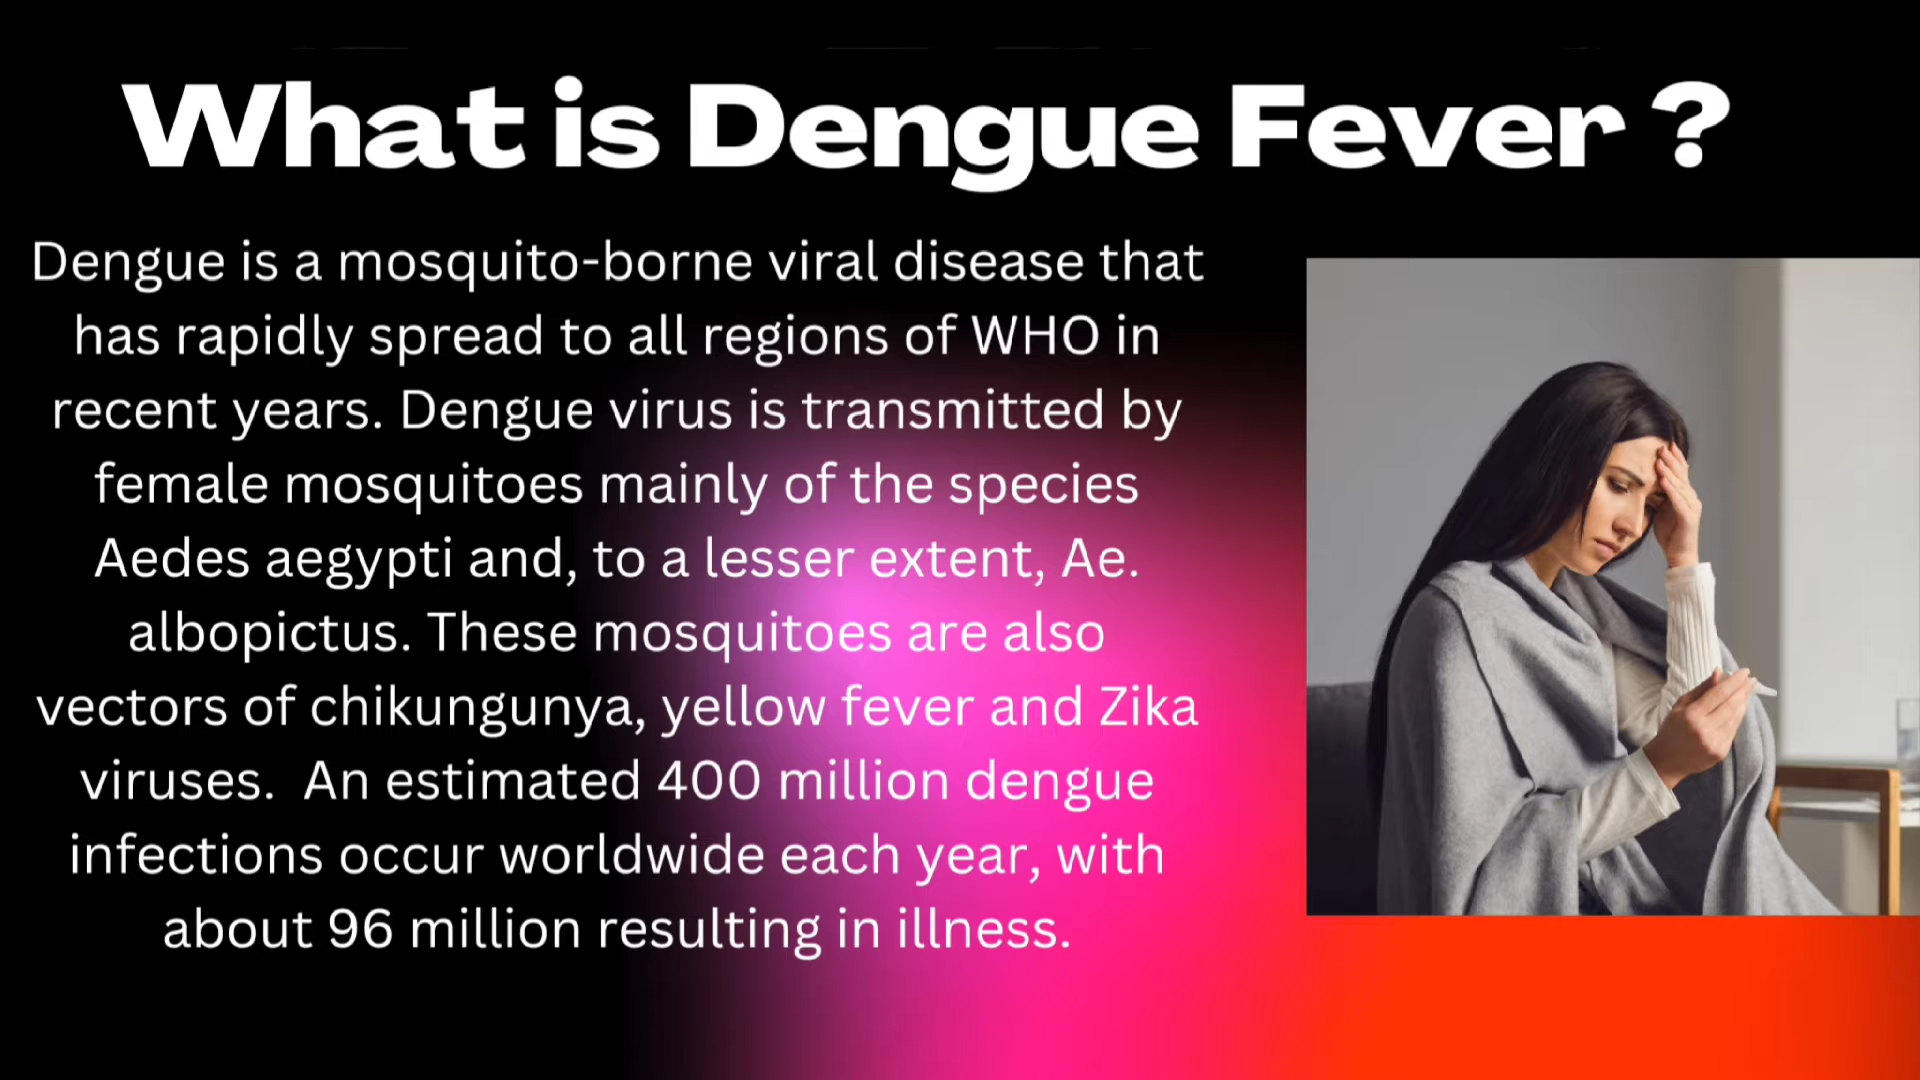 What is Dengue Fever ?
Dengue is a mosquito-borne viral disease that
has rapidly spread to all regions of WHO in
recent years. Dengue virus is transmitted by
female mosquitoes mainly of the species
Aedes aegypti and, to a lesser extent, Ae.
albopictus. These mosquitoes are also
vectors of chikungunya, yellow fever and Zika
viruses.  An estimated 400 million dengue
infections occur worldwide each year, with
about 96 million resulting in illness.